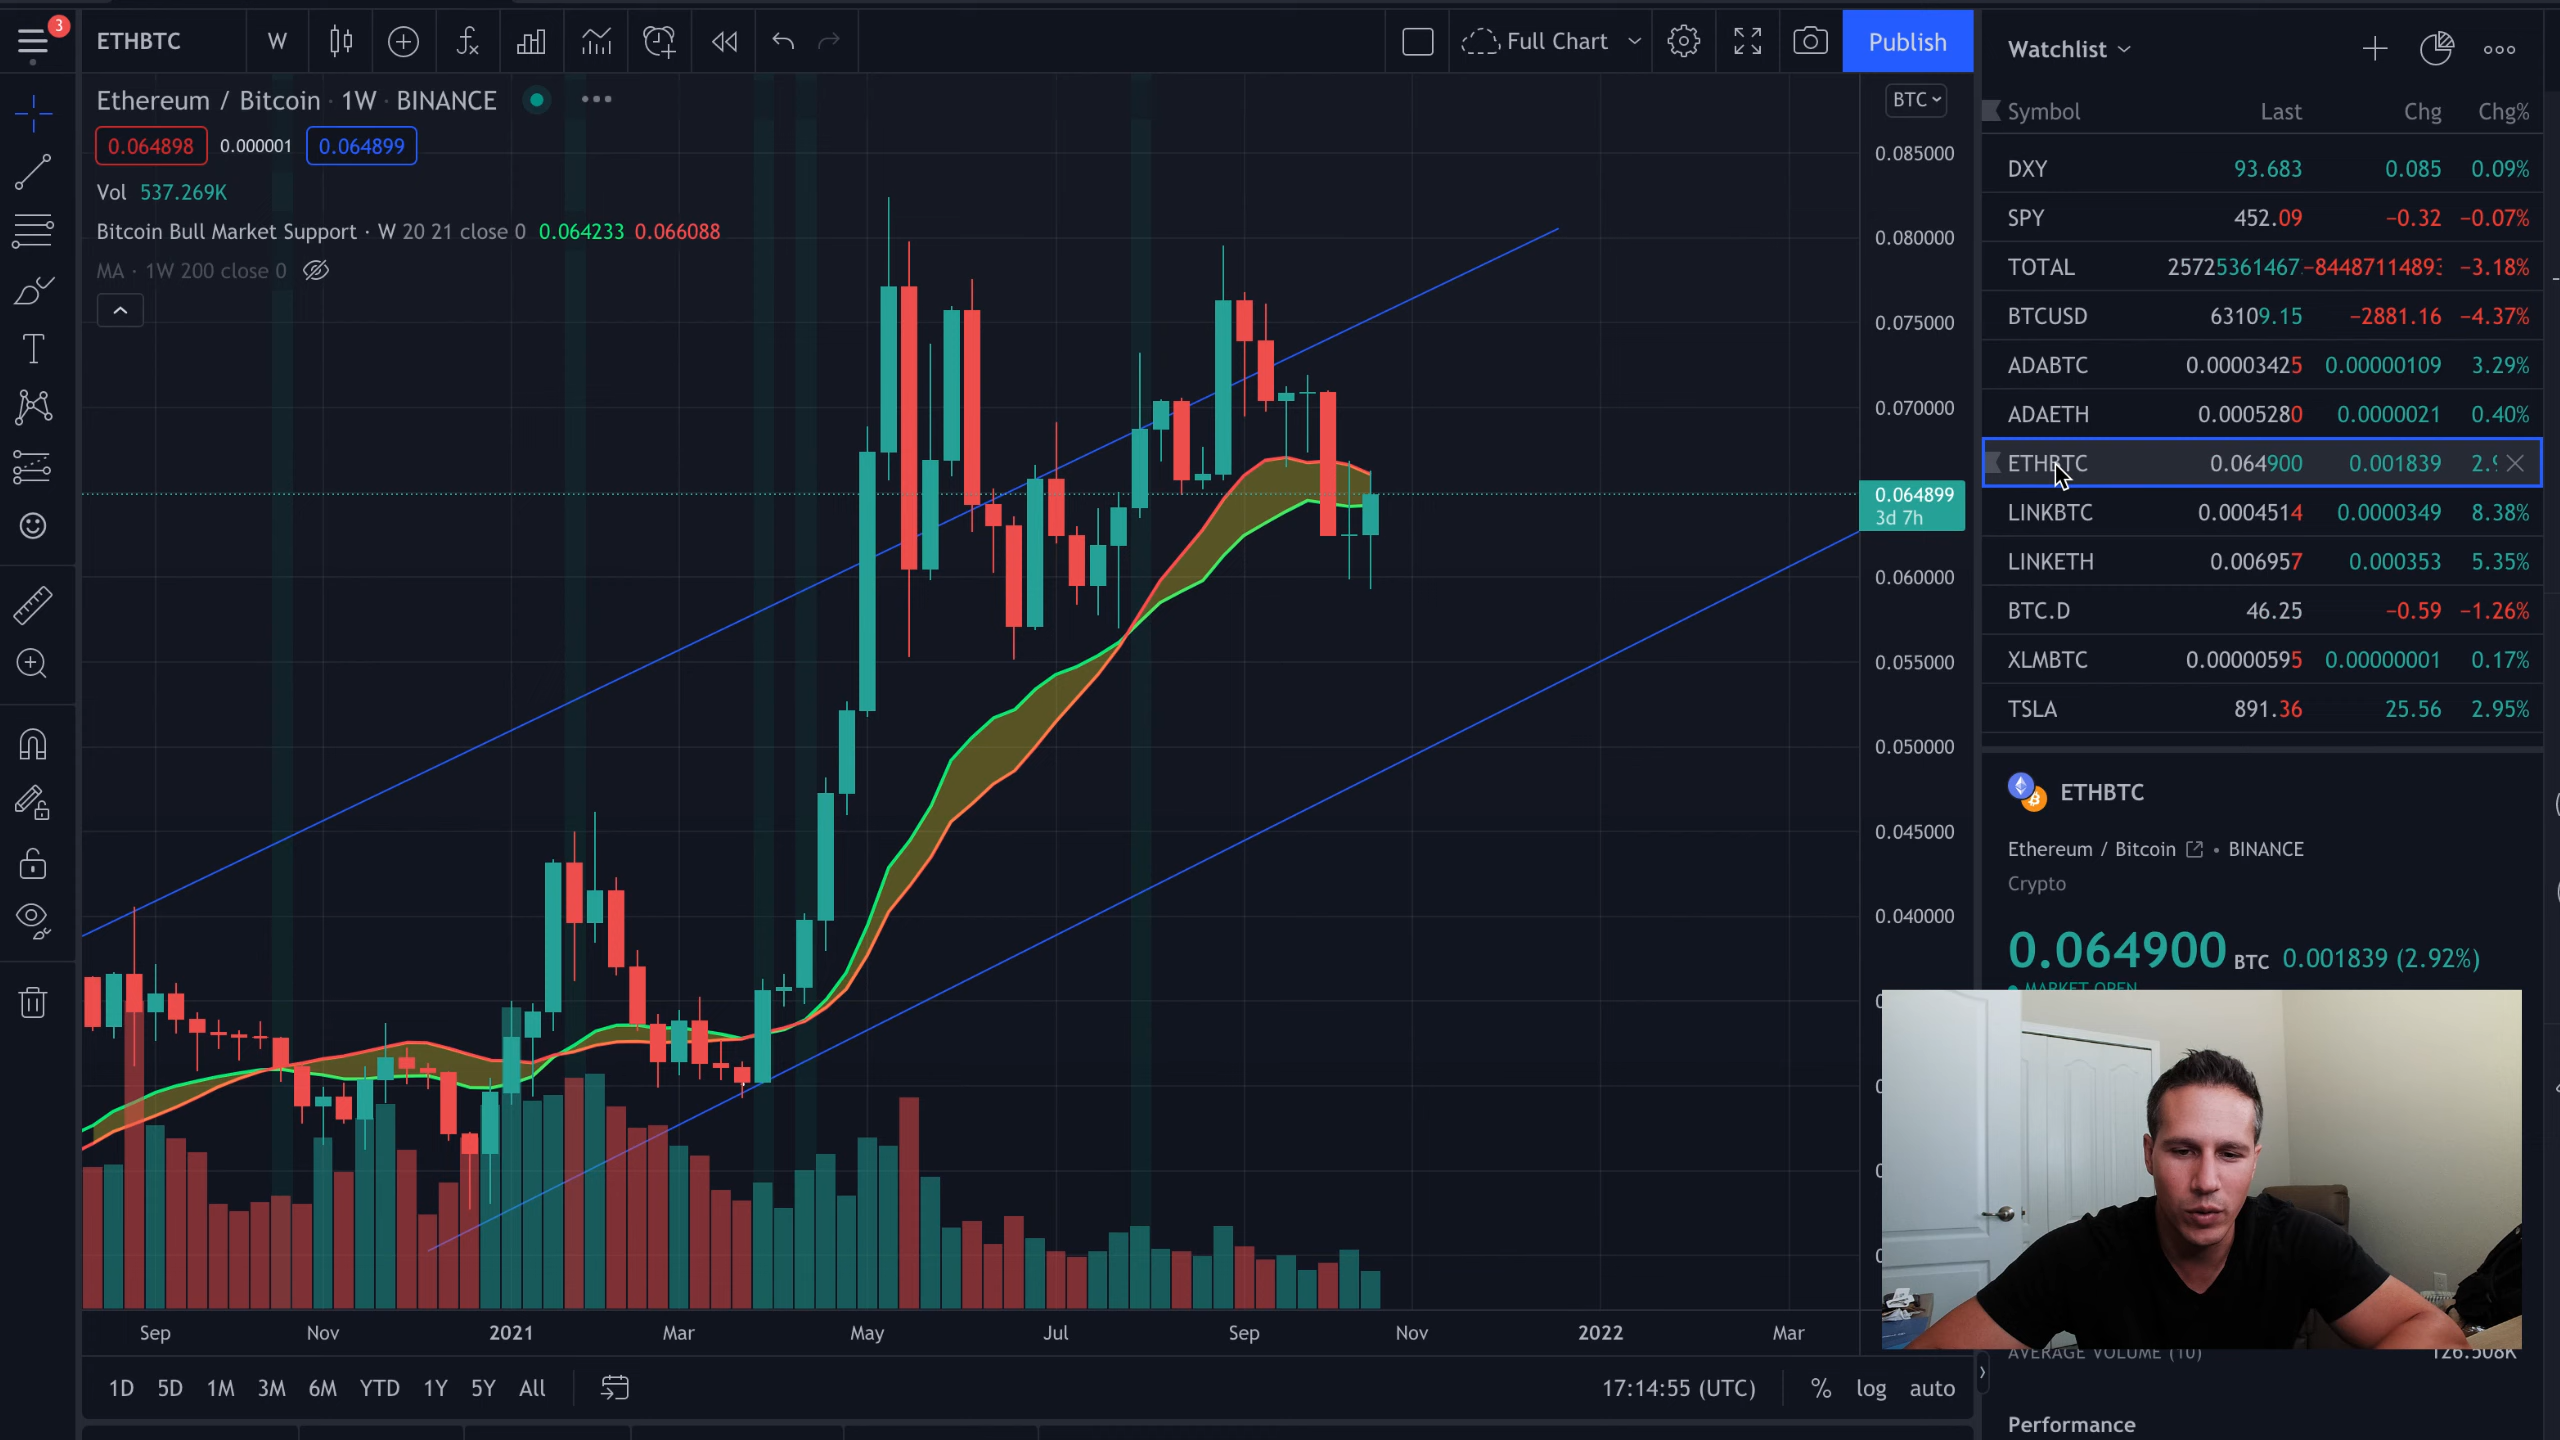 3
ETHBTC
W
Full Chart
Publish
Ethereum / Bitcoin · 1W · BINANCE
0.064898 0.000001 0.064899
Vol 537.269K
Bitcoin Bull Market Support · W 20 21 close 0 0.064233 0.066088
MA · 1W 200 close 0
BTC
0.085000
0.080000
0.075000
0.070000
0.064899
3d 7h
0.060000
0.055000
0.050000
0.045000
0.040000
Sep Nov 2021 Mar May Jul Sep Nov 2022 Mar
1D 5D 1M 3M 6M YTD 1Y 5Y All
17:14:55 (UTC) % log auto
Watchlist
Symbol Last Chg Chg%
DXY 93.683 0.085 0.09%
SPY 452.09 −0.32 −0.07%
TOTAL 25725361467 −8448711489 −3.18%
BTCUSD 63109.15 −2881.16 −4.37%
ADABTC 0.00003425 0.00000109 3.29%
ADAETH 0.0005280 0.0000021 0.40%
ETHBTC 0.064900 0.001839
LINKBTC 0.0004514 0.0000349 8.38%
LINKETH 0.006957 0.000353 5.35%
BTC.D 46.25 −0.59 −1.26%
XLMBTC 0.00000595 0.00000001 0.17%
TSLA 891.36 25.56 2.95%
ETHBTC
Ethereum / Bitcoin · BINANCE
Crypto
0.064900 BTC 0.001839 (2.92%)
MARKET OPEN
AVERAGE VOLUME (10) 126.508K
Performance